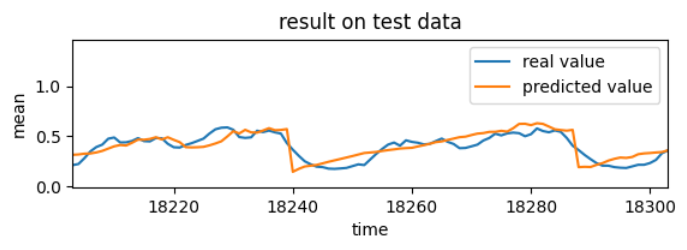 result on test data
real value
predicted value
mean
1.0
0.5
0.0
18220
18240
18260
18280
18300
time